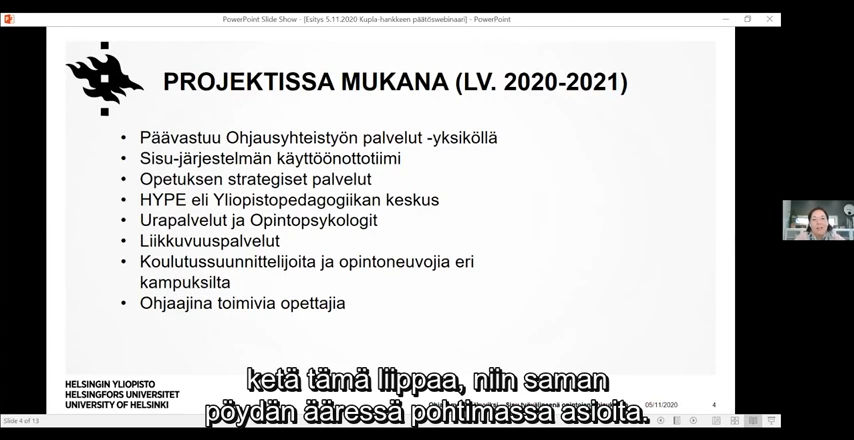 PowerPoint Slide Show - [Esitys 5.11.2020 Kupla-hankkeen päätöswebinaari] - PowerPoint
PROJEKTISSA MUKANA (LV. 2020-2021)
• Päävastuu Ohjausyhteistyön palvelut -yksiköllä
• Sisu-järjestelmän käyttöönottotiimi
• Opetuksen strategiset palvelut
• HYPE eli Yliopistopedagogiikan keskus
• Urapalvelut ja Opintopsykologit
• Liikkuvuuspalvelut
• Koulutussuunnittelijoita ja opintoneuvojia eri
kampuksilta
• Ohjaajina toimivia opettajia
ketä tämä liippaa, niin saman
pöydän ääressä pohtimassa asioita.
HELSINGIN YLIOPISTO
HELSINGFORS UNIVERSITET
UNIVERSITY OF HELSINKI
05/11/2020
4
Slide 4 of 13